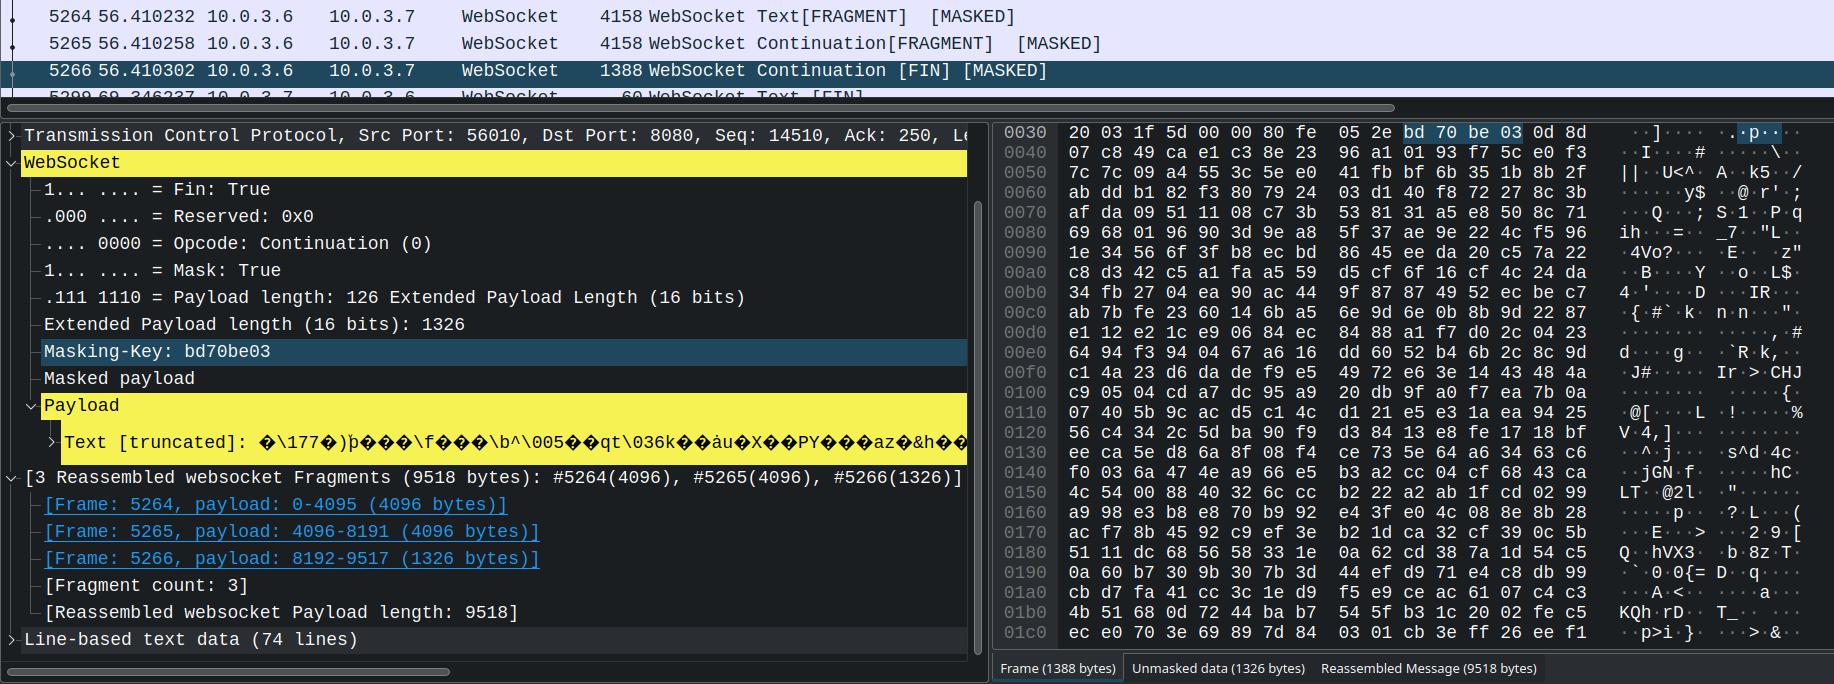 5264 56.410232 10.0.3.6 10.0.3.7 WebSocket 4158 WebSocket Text[FRAGMENT] [MASKED]
5265 56.410258 10.0.3.6 10.0.3.7 WebSocket 4158 WebSocket Continuation[FRAGMENT] [MASKED]
5266 56.410302 10.0.3.6 10.0.3.7 WebSocket 1388 WebSocket Continuation [FIN] [MASKED]
5299 69.346237 10.0.3.7 10.0.3.6 WebSocket 60 WebSocket Text [FIN]
Transmission Control Protocol, Src Port: 56010, Dst Port: 8080, Seq: 14510, Ack: 250, Le
WebSocket
1... .... = Fin: True
.000 .... = Reserved: 0x0
.... 0000 = Opcode: Continuation (0)
1... .... = Mask: True
.111 1110 = Payload length: 126 Extended Payload Length (16 bits)
Extended Payload length (16 bits): 1326
Masking-Key: bd70be03
Masked payload
Payload
Text [truncated]: �\177�)p���\f���\b^\005��qt\036k��ȧu�X��PY���az�&h��
[3 Reassembled websocket Fragments (9518 bytes): #5264(4096), #5265(4096), #5266(1326)]
[Frame: 5264, payload: 0-4095 (4096 bytes)]
[Frame: 5265, payload: 4096-8191 (4096 bytes)]
[Frame: 5266, payload: 8192-9517 (1326 bytes)]
[Fragment count: 3]
[Reassembled websocket Payload length: 9518]
Line-based text data (74 lines)
0030 20 03 1f 5d 00 00 80 fe 05 2e bd 70 be 03 0d 8d ··]···· ·.·p····
0040 07 c8 49 ca e1 c3 8e 23 96 a1 01 93 f7 5c e0 f3 ··I····# ·····\··
0050 7c 7c 09 a4 55 3c 5e e0 41 fb bf 6b 35 1b 8b 2f ||··U<^· A··k5··/
0060 ab dd b1 82 f3 80 79 24 03 d1 40 f8 72 27 8c 3b ······y$ ··@·r'·;
0070 af da 09 51 11 08 c7 3b 53 81 31 a5 e8 50 8c 71 ···Q···; S·1··P·q
0080 69 68 01 96 90 3d 9e a8 5f 37 ae 9e 22 4c f5 96 ih···=·· _7··"L··
0090 1e 34 56 6f 3f b8 ec bd 86 45 ee da 20 c5 7a 22 ·4Vo?··· ·E·· ·z"
00a0 c8 d3 42 c5 a1 fa a5 59 d5 cf 6f 16 cf 4c 24 da ··B····Y ··o··L$·
00b0 34 fb 27 04 ea 90 ac 44 9f 87 87 49 52 ec be c7 4·'····D ···IR···
00c0 ab 7b fe 23 60 14 6b a5 6e 9d 6e 0b 8b 9d 22 87 ·{·#`·k· n·n···"·
00d0 e1 12 e2 1c e9 06 84 ec 84 88 a1 f7 d0 2c 04 23 ········ ·····,·#
00e0 64 94 f3 94 04 67 a6 16 dd 60 52 b4 6b 2c 8c 9d d····g·· ·`R·k,··
00f0 c1 4a 23 d6 da de f9 e5 49 72 e6 3e 14 43 48 4a ·J#····· Ir·>·CHJ
0100 c9 05 04 cd a7 dc 95 a9 20 db 9f a0 f7 ea 7b 0a ········ ·····{·
0110 07 40 5b 9c ac d5 c1 4c d1 21 e5 e3 1a ea 94 25 ·@[····L ·!·····%
0120 56 c4 34 2c 5d ba 90 f9 d3 84 13 e8 fe 17 18 bf V·4,]··· ········
0130 ee ca 5e d8 6a 8f 08 f4 ce 73 5e 64 a6 34 63 c6 ··^·j··· ·s^d·4c·
0140 f0 03 6a 47 4e a9 66 e5 b3 a2 cc 04 cf 68 43 ca ··jGN·f· ·····hC·
0150 4c 54 00 88 40 32 6c cc b2 22 a2 ab 1f cd 02 99 LT··@2l· ·"······
0160 a9 98 e3 b8 e8 70 b9 92 e4 3f e0 4c 08 8e 8b 28 ·····p·· ·?·L···(
0170 ac f7 8b 45 92 c9 ef 3e b2 1d ca 32 cf 39 0c 5b ···E···> ···2·9·[
0180 51 11 dc 68 56 58 33 1e 0a 62 cd 38 7a 1d 54 c5 Q··hVX3· ·b·8z·T·
0190 0a 60 b7 30 9b 30 7b 3d 44 ef d9 71 e4 c8 db 99 ·`·0·0{= D··q····
01a0 cb d7 fa 41 cc 3c 1e d9 f5 e9 ce ac 61 07 c4 c3 ···A·<·· ····a···
01b0 4b 51 68 0d 72 44 ba b7 54 5f b3 1c 20 02 fe c5 KQh·rD·· T_·· ···
01c0 ec e0 70 3e 69 89 7d 84 03 01 cb 3e ff 26 ee f1 ··p>i·}· ···>·&··
Frame (1388 bytes) Unmasked data (1326 bytes) Reassembled Message (9518 bytes)